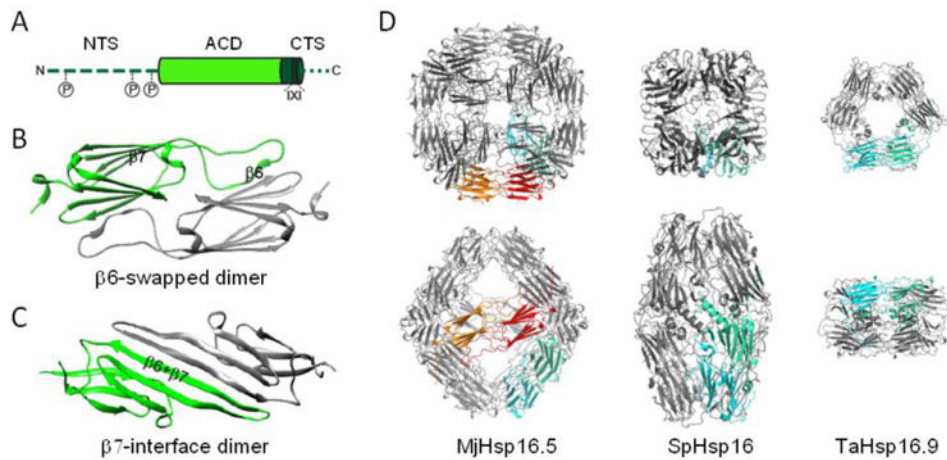 A
NTS ACD CTS
N C
P P P IXI
B
β7
β6
β6-swapped dimer
C
β6+β7
β7-interface dimer
D
MjHsp16.5 SpHsp16 TaHsp16.9